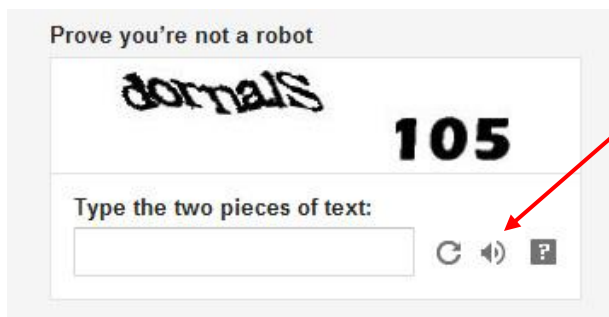 Prove you're not a robot
dornals
105
Type the two pieces of text:
?